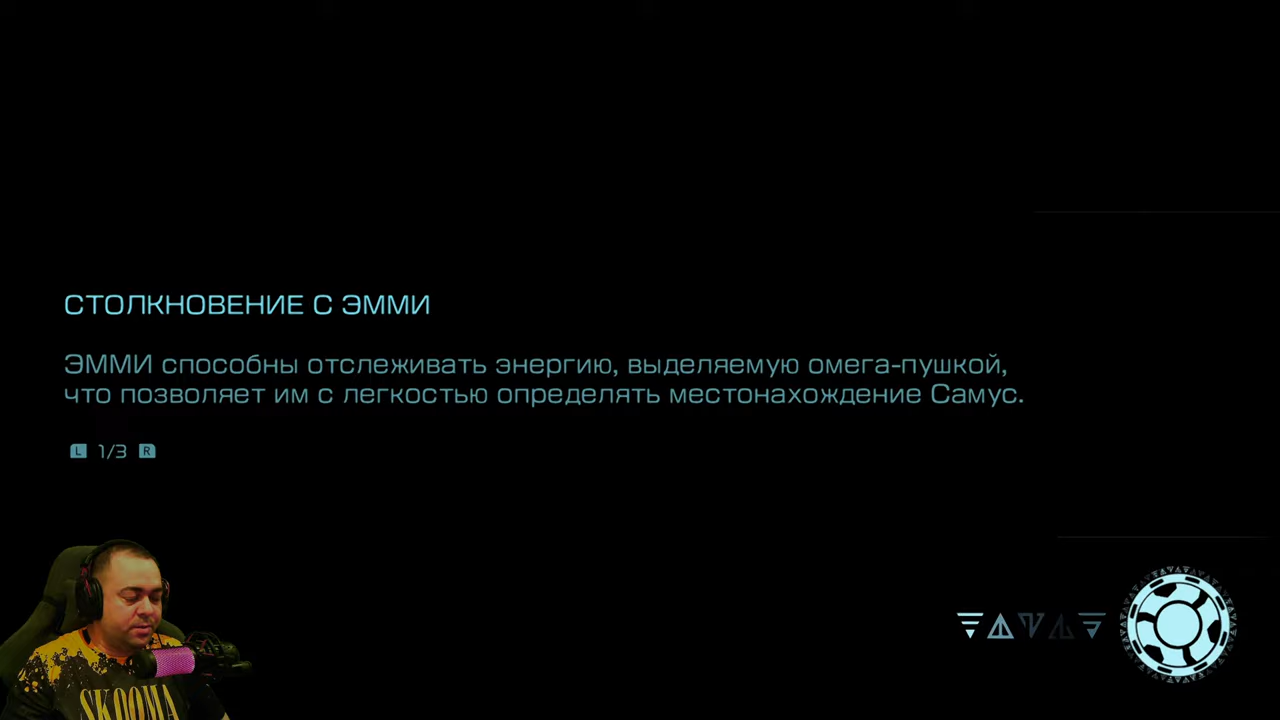 СТОЛКНОВЕНИЕ С ЭММИ
ЭММИ способны отслеживать энергию, выделяемую омега-пушкой,
что позволяет им с легкостью определять местонахождение Самус.
L 1/3 R
SKOOMA